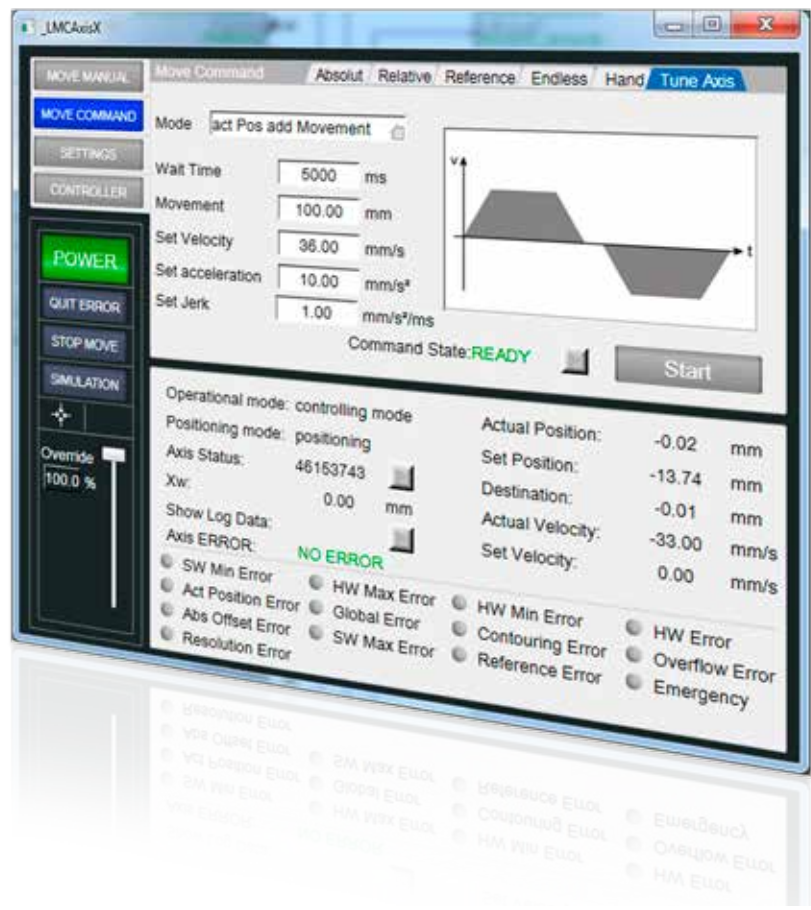 _LMCAxisX
MOVE MANUAL
MOVE COMMAND
SETTINGS
CONTROLLER
POWER
QUIT ERROR
STOP MOVE
SIMULATION
Override
100.0 %
Move Command Absolut Relative Reference Endless Hand Tune Axis
Mode act Pos add Movement
Wait Time 5000 ms
Movement 100.00 mm
Set Velocity 36.00 mm/s
Set acceleration 10.00 mm/s²
Set Jerk 1.00 mm/s²/ms
v
t
Command State:READY
Start
Operational mode: controlling mode
Positioning mode: positioning
Axis Status: 46153743
Xw: 0.00 mm
Show Log Data:
Axis ERROR: NO ERROR
Actual Position: -0.02 mm
Set Position: -13.74 mm
Destination: -0.01 mm
Actual Velocity: -33.00 mm/s
Set Velocity: 0.00 mm/s
SW Min Error HW Max Error HW Min Error HW Error
Act Position Error Global Error Contouring Error Overflow Error
Abs Offset Error SW Max Error Reference Error Emergency
Resolution Error